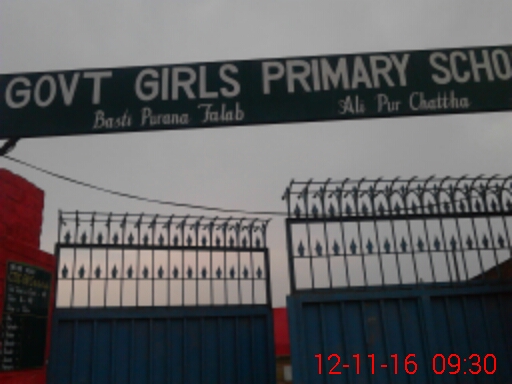 GOVT GIRLS PRIMARY SCHO
Basti Purana Talab Ali Pur Chattha
12-11-16 09:30